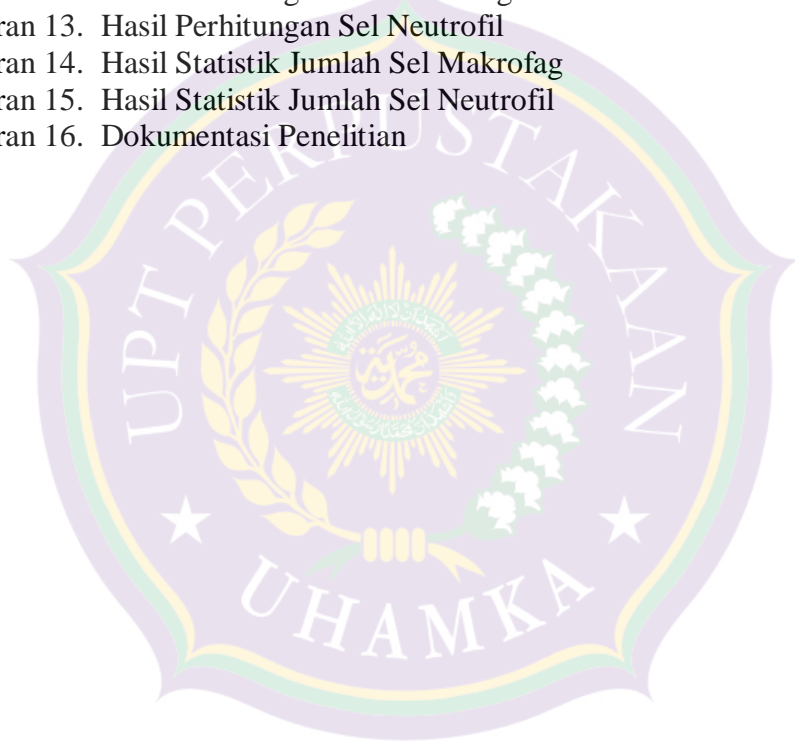 ran 13. Hasil Perhitungan Sel Neutrofil
ran 14. Hasil Statistik Jumlah Sel Makrofag
ran 15. Hasil Statistik Jumlah Sel Neutrofil
ran 16. Dokumentasi Penelitian
UPT PERPUSTAKAAN
UHAMKA